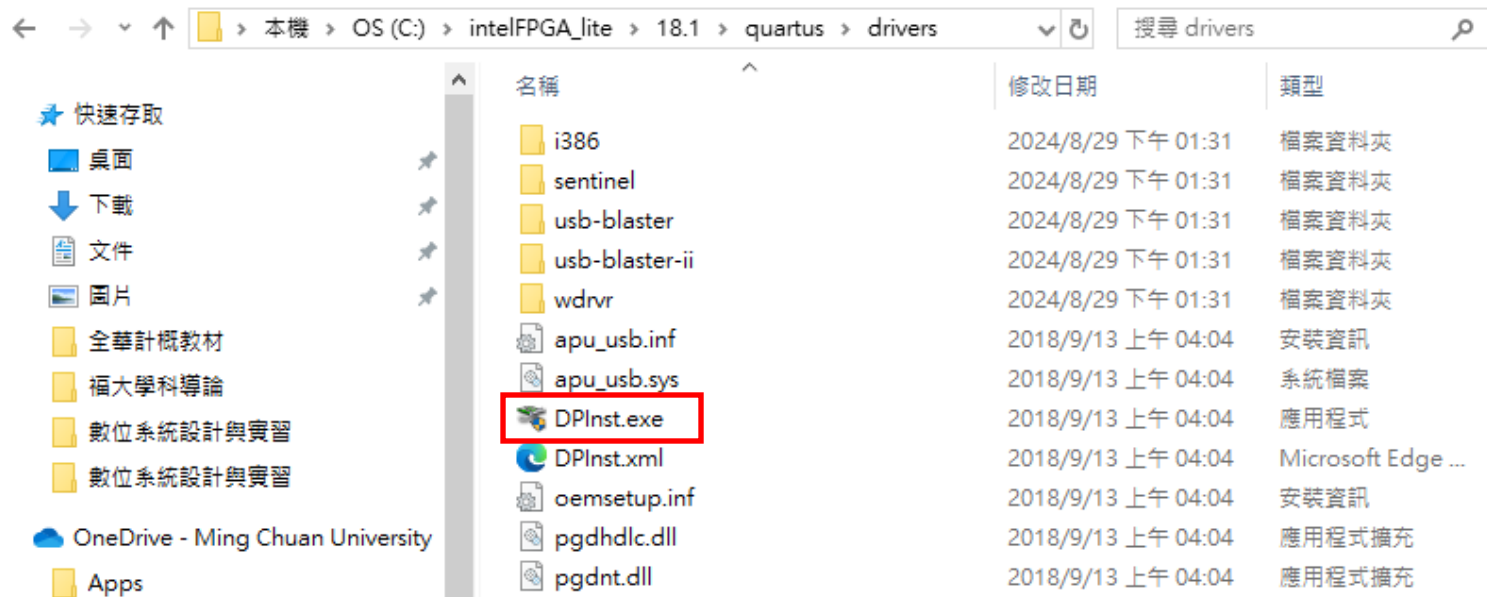 本機 › OS (C:) › intelFPGA_lite › 18.1 › quartus › drivers 搜尋 drivers
快速存取
桌面
下載
文件
圖片
全華計概教材
福大學科導論
數位系統設計與實習
數位系統設計與實習
OneDrive - Ming Chuan University
Apps
名稱 修改日期 類型
i386 2024/8/29 下午 01:31 檔案資料夾
sentinel 2024/8/29 下午 01:31 檔案資料夾
usb-blaster 2024/8/29 下午 01:31 檔案資料夾
usb-blaster-ii 2024/8/29 下午 01:31 檔案資料夾
wdrvr 2024/8/29 下午 01:31 檔案資料夾
apu_usb.inf 2018/9/13 上午 04:04 安裝資訊
apu_usb.sys 2018/9/13 上午 04:04 系統檔案
DPInst.exe 2018/9/13 上午 04:04 應用程式
DPInst.xml 2018/9/13 上午 04:04 Microsoft Edge ...
oemsetup.inf 2018/9/13 上午 04:04 安裝資訊
pgdhdlc.dll 2018/9/13 上午 04:04 應用程式擴充
pgdnt.dll 2018/9/13 上午 04:04 應用程式擴充